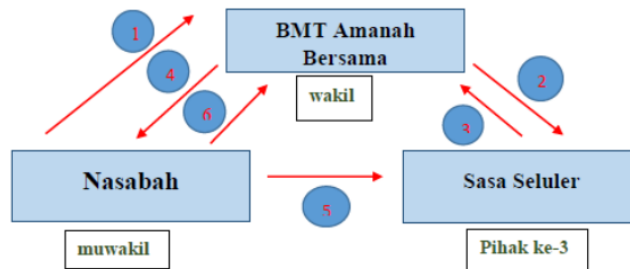 1
BMT Amanah
Bersama
4
2
6
wakil
3
Nasabah
Sasa Seluler
5
muwakil
Pihak ke-3